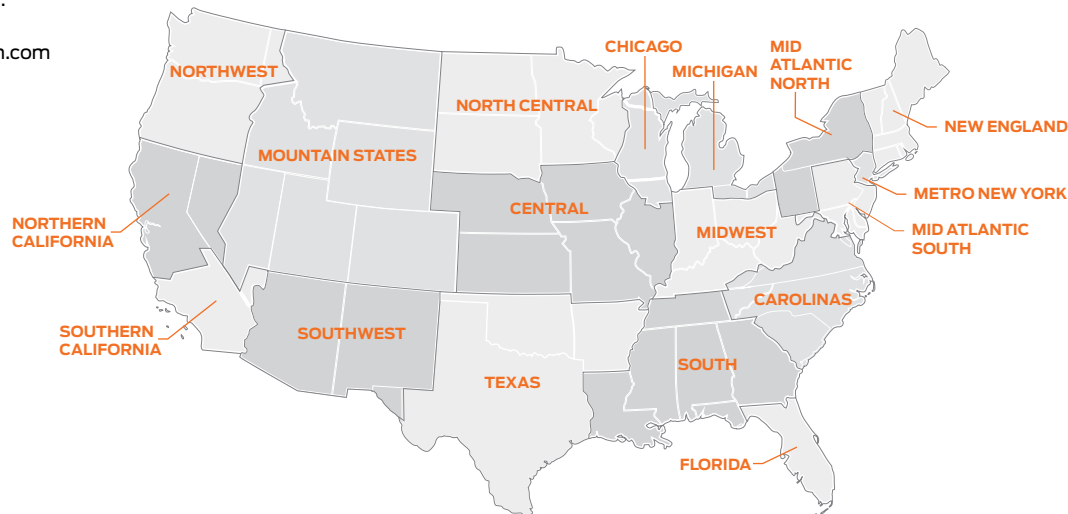 n.com
CHICAGO
MID
ATLANTIC
NORTH
MICHIGAN
NORTHWEST
NORTH CENTRAL
NEW ENGLAND
MOUNTAIN STATES
METRO NEW YORK
CENTRAL
NORTHERN
CALIFORNIA
MIDWEST
MID ATLANTIC
SOUTH
CAROLINAS
SOUTHERN
CALIFORNIA
SOUTHWEST
SOUTH
TEXAS
FLORIDA